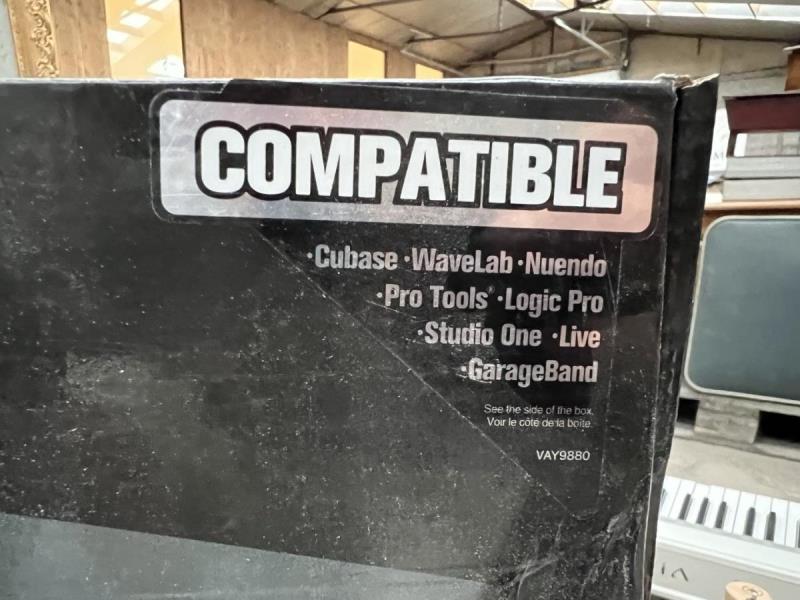 COMPATIBLE
·Cubase ·WaveLab ·Nuendo
·Pro Tools ·Logic Pro
·Studio One ·Live
·GarageBand
See the side of the box.
Voir le côté de la boîte.
VAY9880